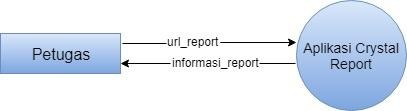 Petugas
url_report
informasi_report
Aplikasi Crystal
Report